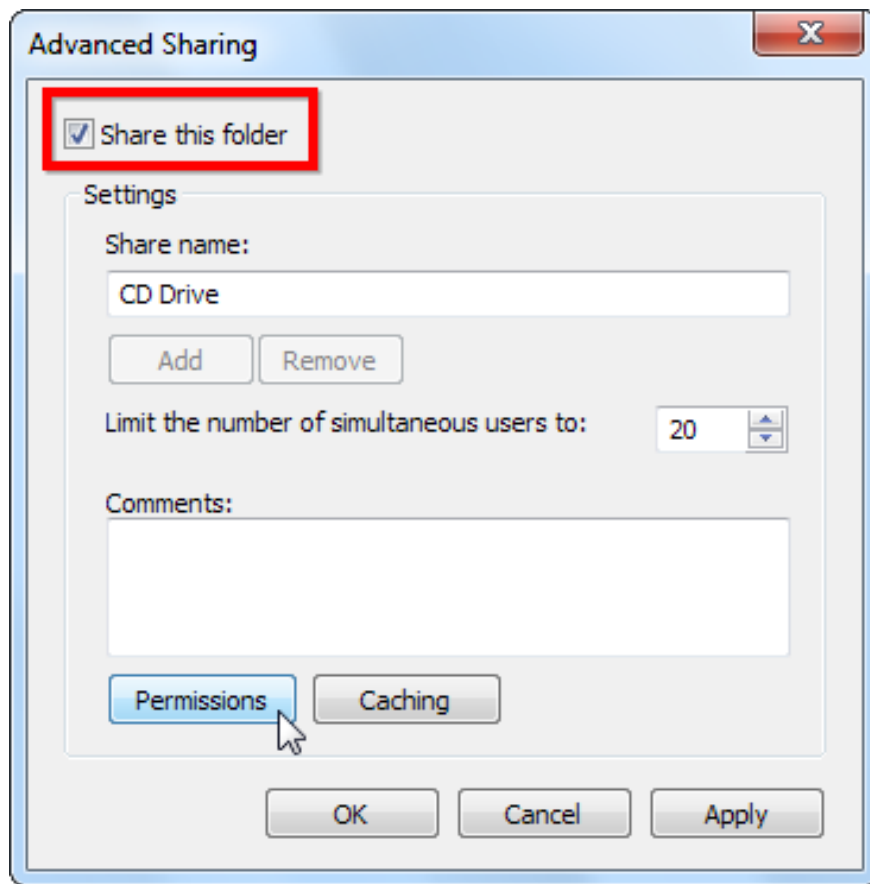 Advanced Sharing
Share this folder
Settings
Share name:
CD Drive
Add Remove
Limit the number of simultaneous users to: 20
Comments:
Permissions Caching
OK Cancel Apply